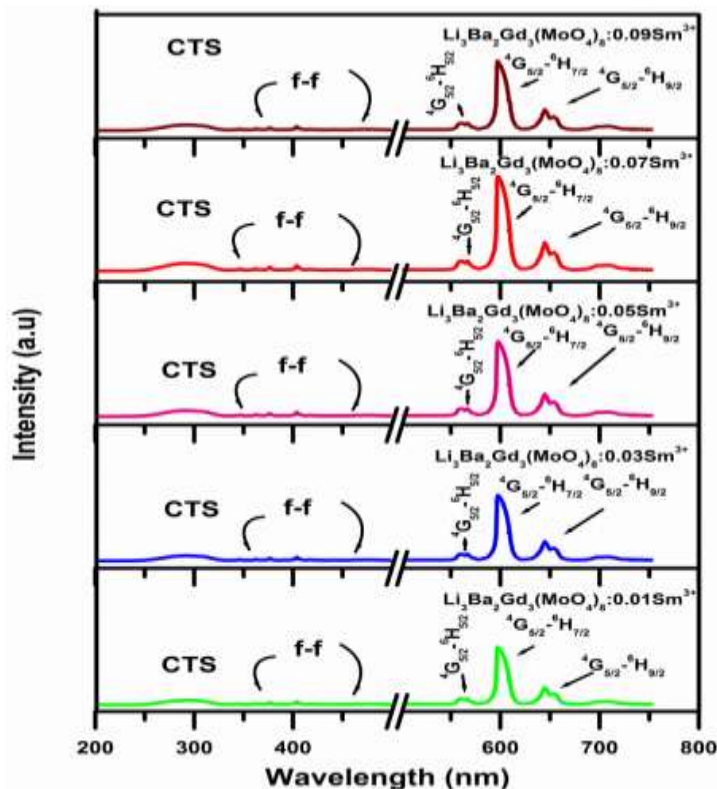 Li₃Ba₂Gd₃(MoO₄)₈:0.09Sm³⁺
CTS
f-f
⁴G₅/₂-⁶H₅/₂
⁴G₅/₂-⁶H₇/₂
⁴G₅/₂-⁶H₉/₂
Li₃Ba₂Gd₃(MoO₄)₈:0.07Sm³⁺
CTS
f-f
⁴G₅/₂-⁶H₅/₂
⁴G₅/₂-⁶H₇/₂
⁴G₅/₂-⁶H₉/₂
Li₃Ba₂Gd₃(MoO₄)₈:0.05Sm³⁺
CTS
f-f
⁴G₅/₂-⁶H₅/₂
⁴G₅/₂-⁶H₇/₂
⁴G₅/₂-⁶H₉/₂
Li₃Ba₂Gd₃(MoO₄)₈:0.03Sm³⁺
CTS
f-f
⁴G₅/₂-⁶H₅/₂
⁴G₅/₂-⁶H₇/₂
⁴G₅/₂-⁶H₉/₂
Li₃Ba₂Gd₃(MoO₄)₈:0.01Sm³⁺
CTS
f-f
⁴G₅/₂-⁶H₅/₂
⁴G₅/₂-⁶H₇/₂
⁴G₅/₂-⁶H₉/₂
Intensity (a.u)
200 300 400 600 700 800
Wavelength (nm)